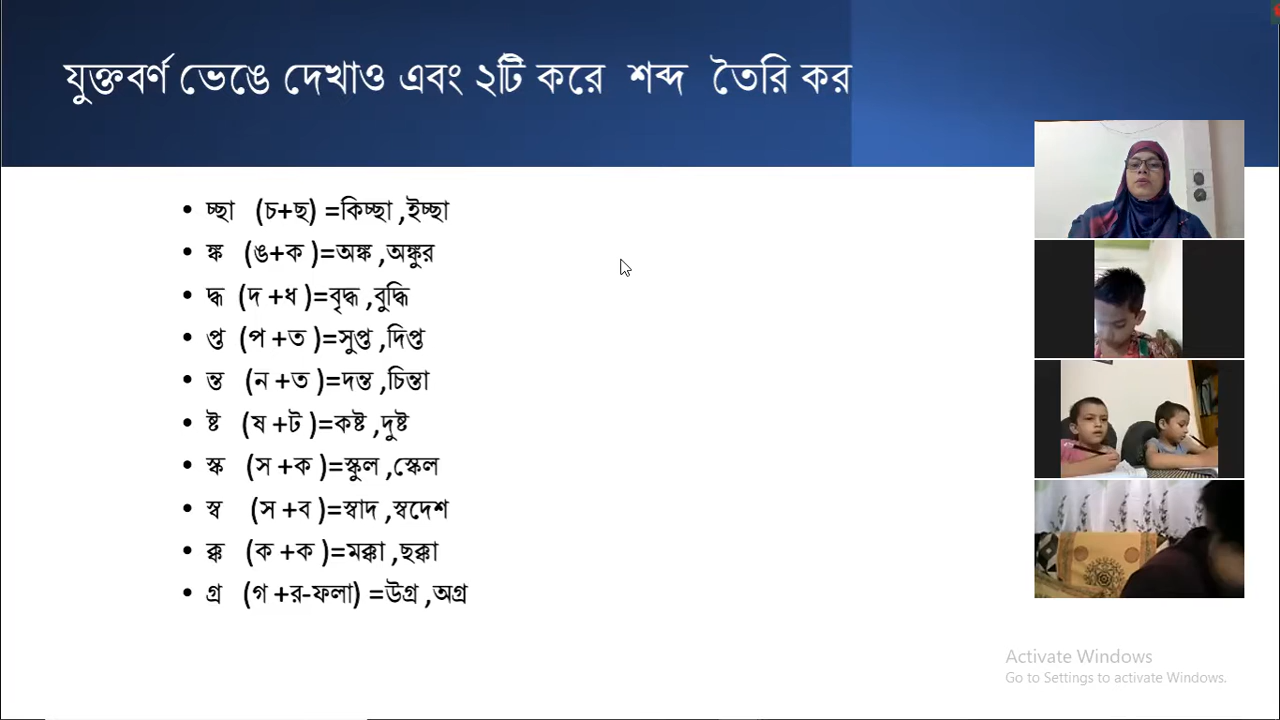 যুক্তবর্ণ ভেঙে দেখাও এবং ২টি করে শব্দ তৈরি কর
• চ্ছা (চ+ছ) =কিচ্ছা ,ইচ্ছা
• ঙ্ক (ঙ+ক )=অঙ্ক ,অঙ্কুর
• দ্ধ (দ +ধ )=বৃদ্ধ ,বুদ্ধি
• প্ত (প +ত )=সুপ্ত ,দিপ্ত
• ন্ত (ন +ত )=দন্ত ,চিন্তা
• ষ্ট (ষ +ট )=কষ্ট ,দুষ্ট
• স্ক (স +ক )=স্কুল ,স্কেল
• স্ব (স +ব )=স্বাদ ,স্বদেশ
• ক্ক (ক +ক )=মক্কা ,ছক্কা
• গ্র (গ +র-ফলা) =উগ্র ,অগ্র
Activate Windows
Go to Settings to activate Windows.